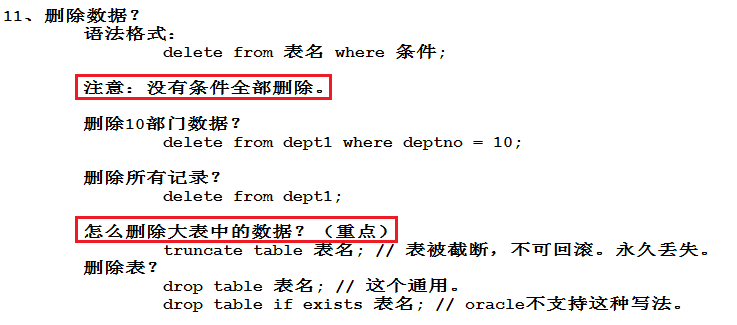 11、删除数据？
语法格式：
delete from 表名 where 条件;
注意：没有条件全部删除。
删除10部门数据？
delete from dept1 where deptno = 10;
删除所有记录？
delete from dept1;
怎么删除大表中的数据？（重点）
truncate table 表名; // 表被截断，不可回滚。永久丢失。
删除表？
drop table 表名; // 这个通用。
drop table if exists 表名; // oracle不支持这种写法。